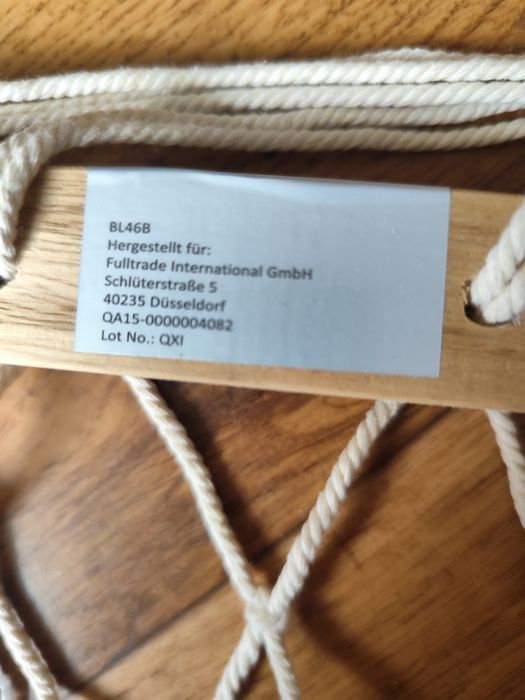 BL46B
Hergestellt für:
Fulltrade International GmbH
Schlüterstraße 5
40235 Düsseldorf
QA15-0000004082
Lot No.: QXI